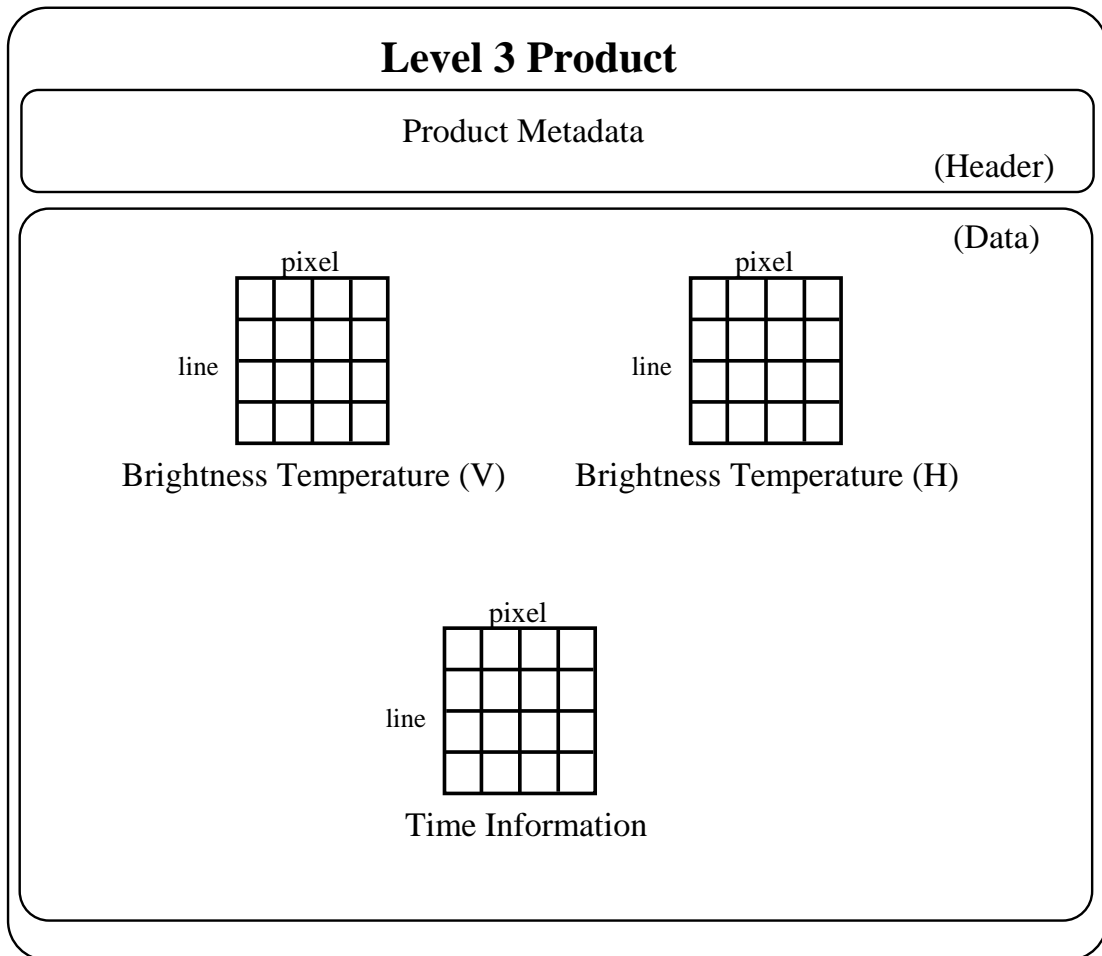 Level 3 Product
Product Metadata
(Header)
(Data)
pixel
line
Brightness Temperature (V)
pixel
line
Brightness Temperature (H)
pixel
line
Time Information